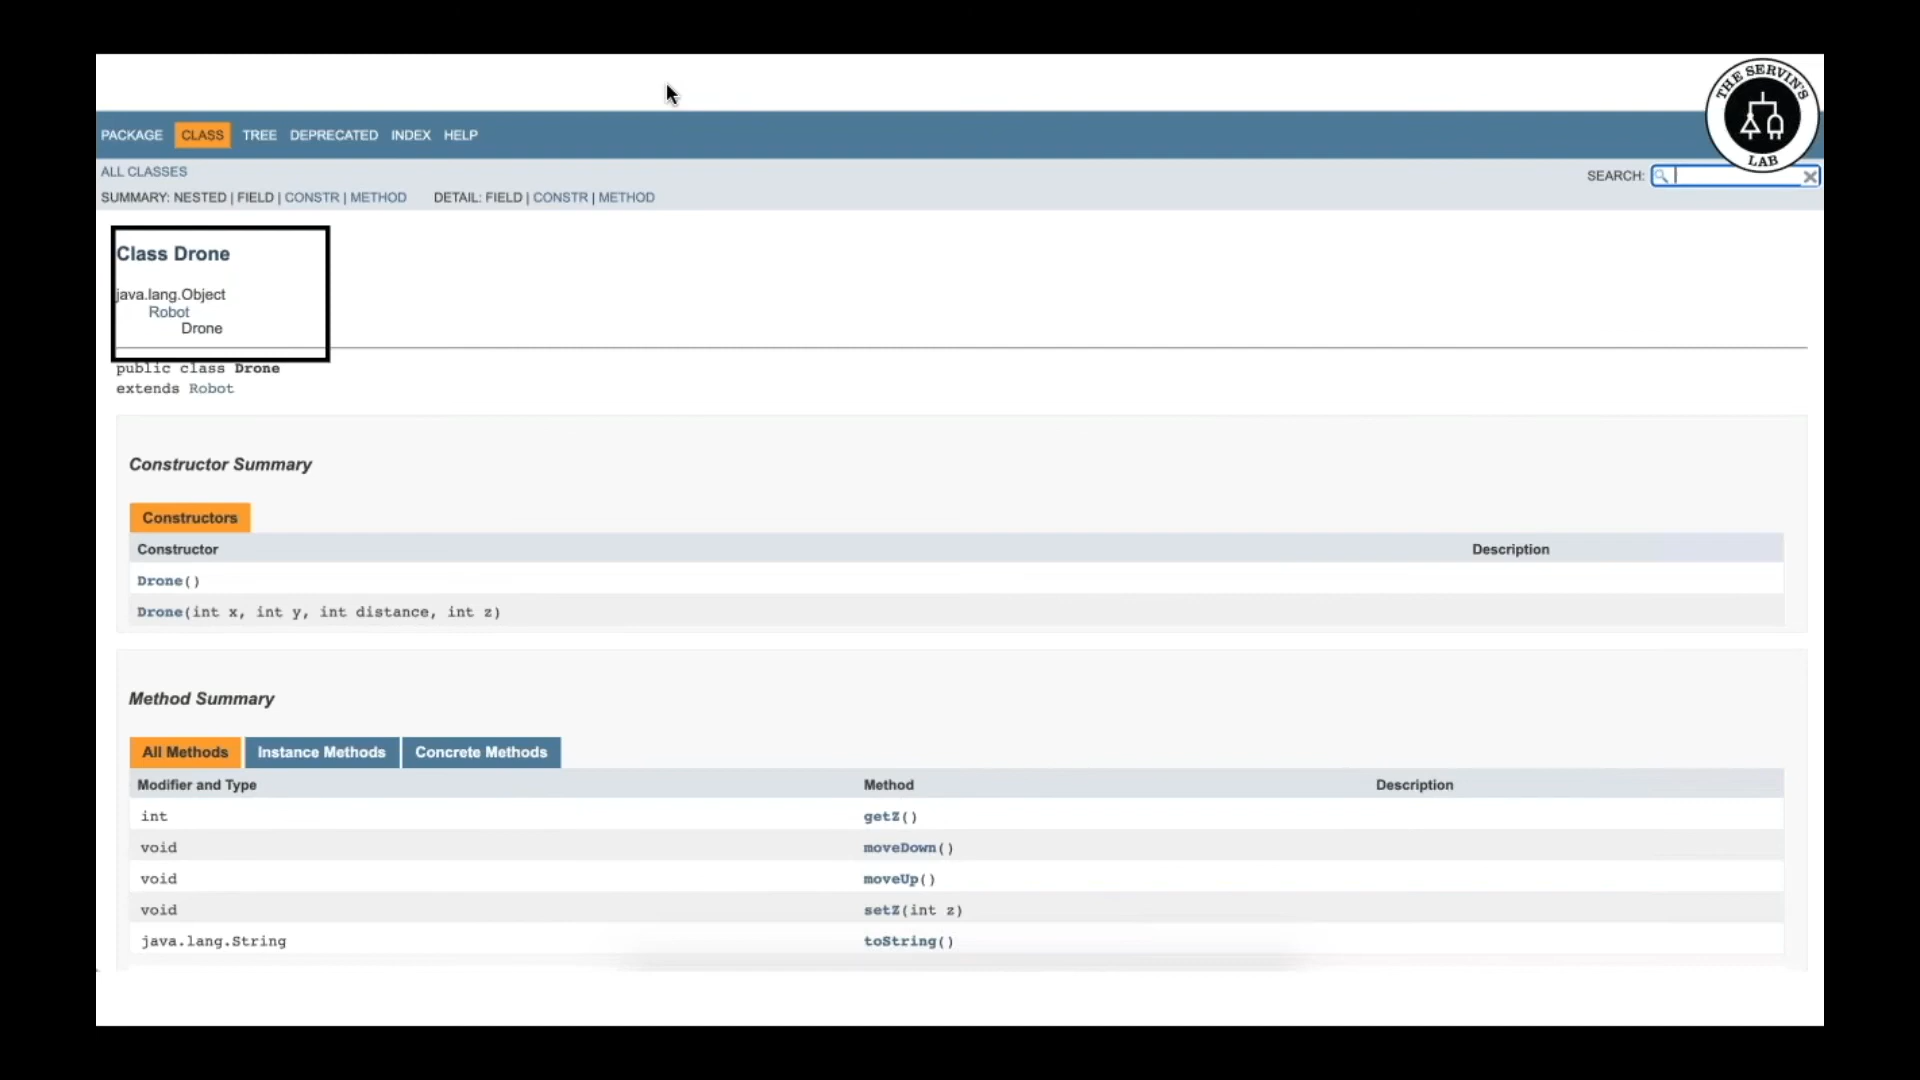 THE SERVIN'S
LAB
PACKAGE CLASS TREE DEPRECATED INDEX HELP
ALL CLASSES
SEARCH:
SUMMARY: NESTED | FIELD | CONSTR | METHOD DETAIL: FIELD | CONSTR | METHOD
Class Drone
java.lang.Object
Robot
Drone
public class Drone
extends Robot
Constructor Summary
Constructors
Constructor Description
Drone()
Drone(int x, int y, int distance, int z)
Method Summary
All Methods Instance Methods Concrete Methods
Modifier and Type Method Description
int getZ()
void moveDown()
void moveUp()
void setZ(int z)
java.lang.String toString()